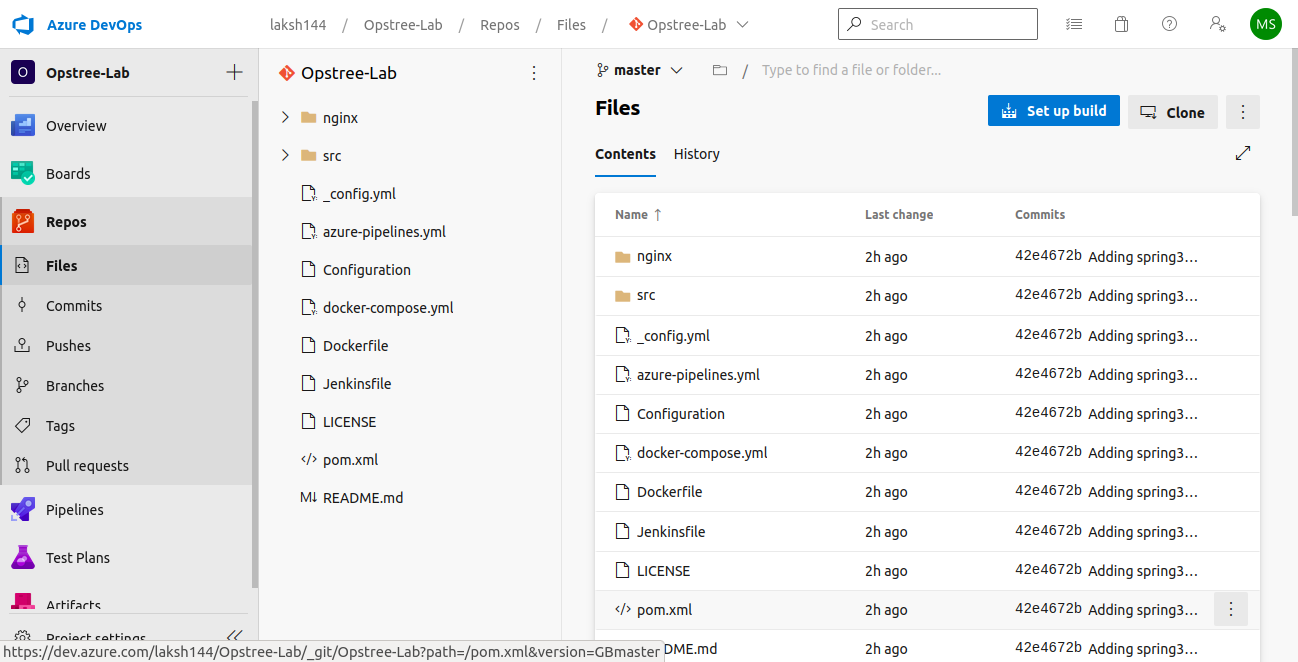 Azure DevOps
laksh144 / Opstree-Lab / Repos / Files / Opstree-Lab
Search
MS
O Opstree-Lab
Overview
Boards
Repos
Files
Commits
Pushes
Branches
Tags
Pull requests
Pipelines
Test Plans
Artifacts
Project settings
Opstree-Lab
nginx
src
_config.yml
azure-pipelines.yml
Configuration
docker-compose.yml
Dockerfile
Jenkinsfile
LICENSE
</> pom.xml
M↓ README.md
master / Type to find a file or folder...
Files
Set up build
Clone
Contents History
Name ↑ Last change Commits
nginx 2h ago 42e4672b Adding spring3...
src 2h ago 42e4672b Adding spring3...
_config.yml 2h ago 42e4672b Adding spring3...
azure-pipelines.yml 2h ago 42e4672b Adding spring3...
Configuration 2h ago 42e4672b Adding spring3...
docker-compose.yml 2h ago 42e4672b Adding spring3...
Dockerfile 2h ago 42e4672b Adding spring3...
Jenkinsfile 2h ago 42e4672b Adding spring3...
LICENSE 2h ago 42e4672b Adding spring3...
</> pom.xml 2h ago 42e4672b Adding spring3...
DME.md 2h ago 42e4672b Adding spring3...
https://dev.azure.com/laksh144/Opstree-Lab/_git/Opstree-Lab?path=/pom.xml&version=GBmaster